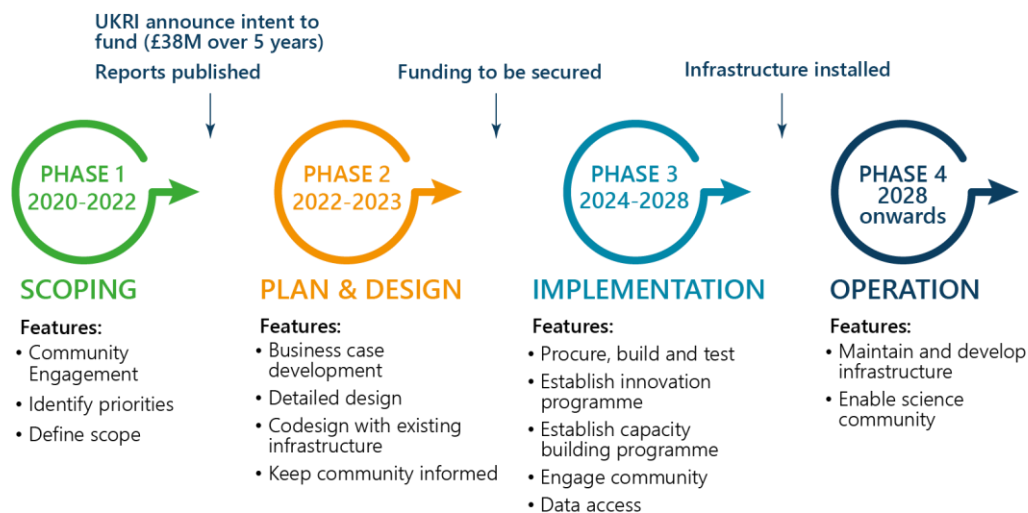 UKRI announce intent to
fund (£38M over 5 years)
Reports published
Funding to be secured
Infrastructure installed
PHASE 1
2020-2022
PHASE 2
2022-2023
PHASE 3
2024-2028
PHASE 4
2028
onwards
SCOPING
Features:
• Community
Engagement
• Identify priorities
• Define scope
PLAN & DESIGN
Features:
• Business case
development
• Detailed design
• Codesign with existing
infrastructure
• Keep community informed
IMPLEMENTATION
Features:
• Procure, build and test
• Establish innovation
programme
• Establish capacity
building programme
• Engage community
• Data access
OPERATION
Features:
• Maintain and develop
infrastructure
• Enable science
community